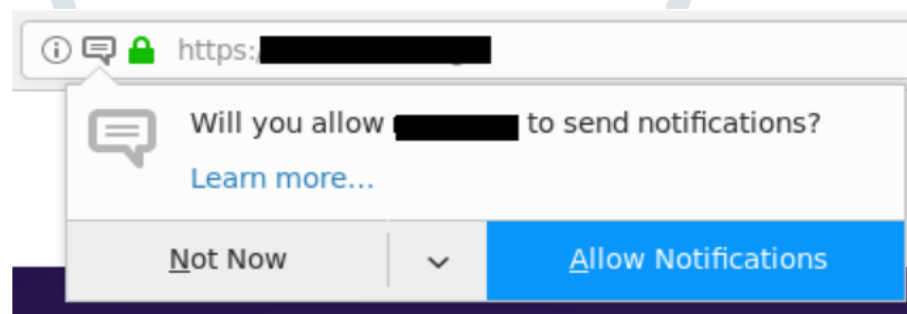 https:/
Will you allow to send notifications?
Learn more...
Not Now
Allow Notifications